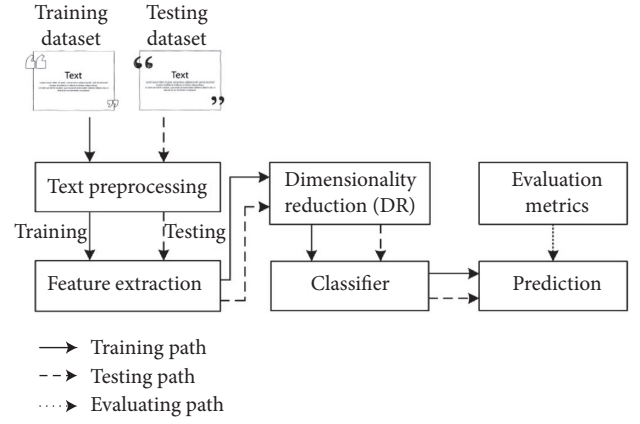 Training
dataset
Testing
dataset
Text
Text
Text preprocessing
Training
Testing
Feature extraction
Dimensionality
reduction (DR)
Classifier
Evaluation
metrics
Prediction
Training path
Testing path
Evaluating path